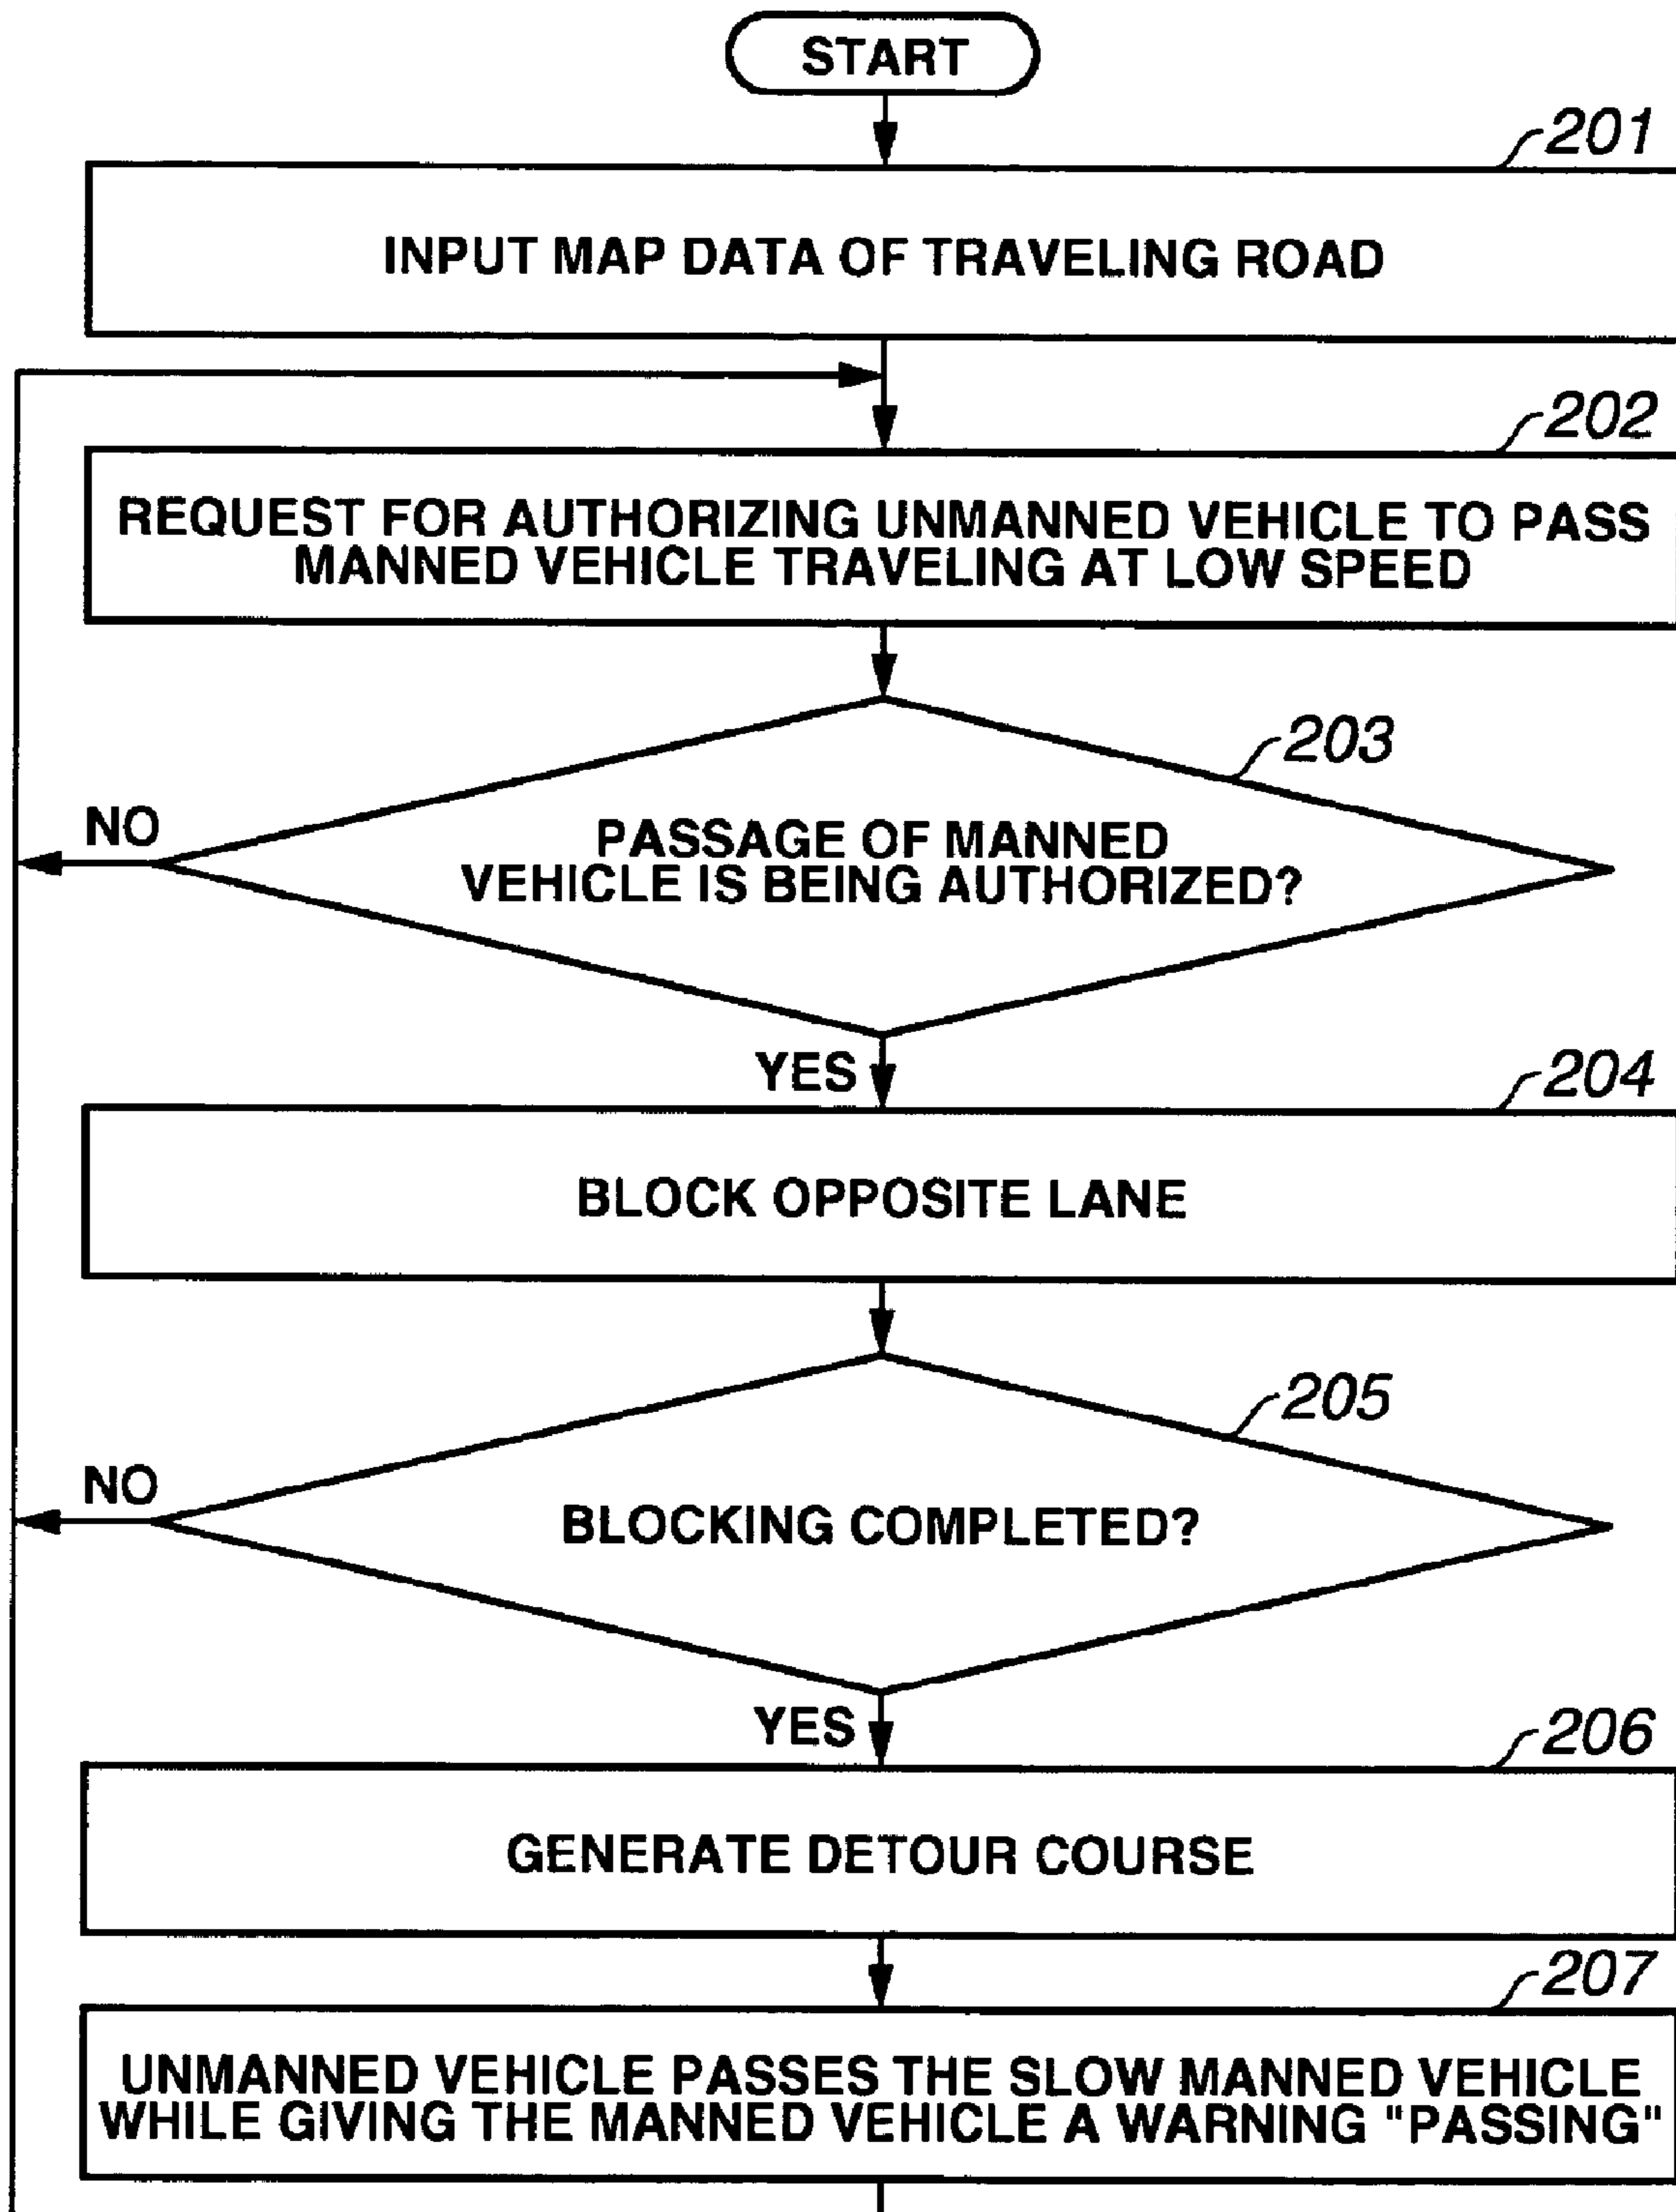 START
201
INPUT MAP DATA OF TRAVELING ROAD
202
REQUEST FOR AUTHORIZING UNMANNED VEHICLE TO PASS
MANNED VEHICLE TRAVELING AT LOW SPEED
203
NO
PASSAGE OF MANNED
VEHICLE IS BEING AUTHORIZED?
YES
204
BLOCK OPPOSITE LANE
205
NO
BLOCKING COMPLETED?
YES
206
GENERATE DETOUR COURSE
207
UNMANNED VEHICLE PASSES THE SLOW MANNED VEHICLE
WHILE GIVING THE MANNED VEHICLE A WARNING "PASSING"